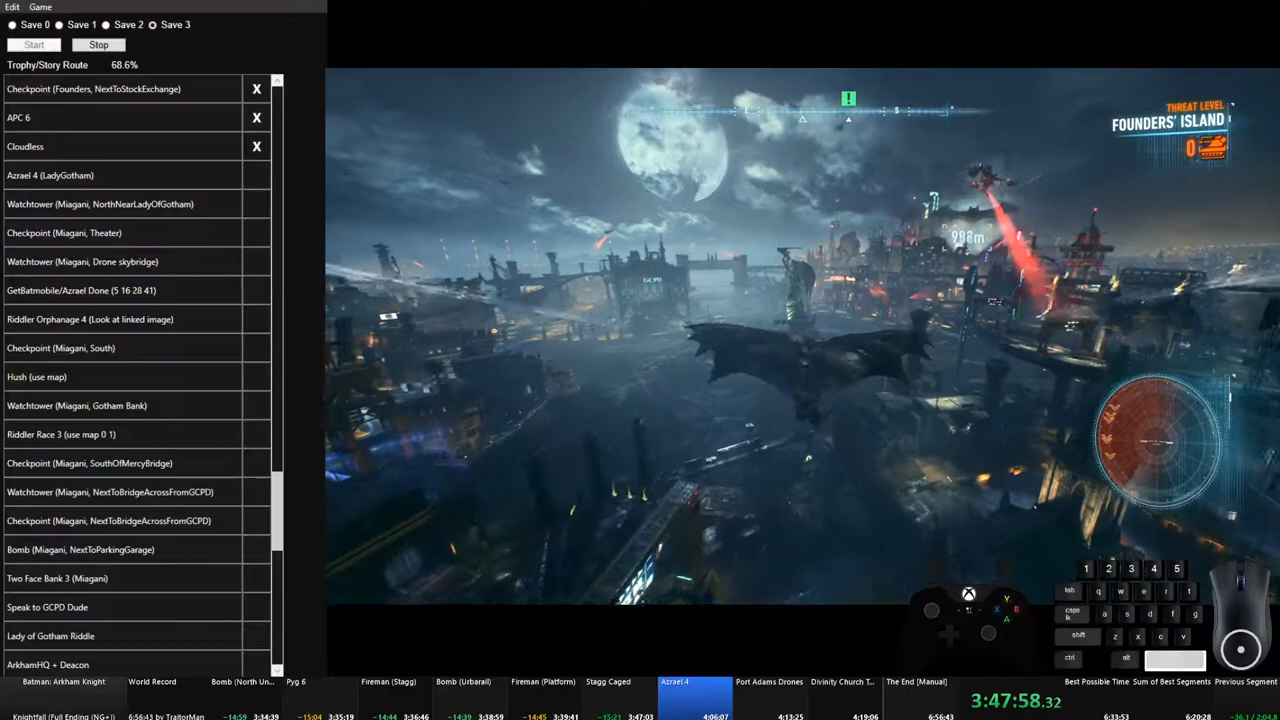 Edit Game
Save 0 Save 1 Save 2 Save 3
Start Stop
Trophy/Story Route 68.6%
Checkpoint (Founders, NextToStockExchange) X
APC 6 X
Cloudless X
Azrael 4 (LadyGotham)
Watchtower (Miagani, NorthNearLadyOfGotham)
Checkpoint (Miagani, Theater)
Watchtower (Miagani, Drone skybridge)
GetBatmobile/Azrael Done (5 16 28 41)
Riddler Orphanage 4 (Look at linked image)
Checkpoint (Miagani, South)
Hush (use map)
Watchtower (Miagani, Gotham Bank)
Riddler Race 3 (use map 0 1)
Checkpoint (Miagani, SouthOfMercyBridge)
Watchtower (Miagani, NextToBridgeAcrossFromGCPD)
Checkpoint (Miagani, NextToBridgeAcrossFromGCPD)
Bomb (Miagani, NextToParkingGarage)
Two Face Bank 3 (Miagani)
Speak to GCPD Dude
Lady of Gotham Riddle
ArkhamHQ + Deacon
!
E S
THREAT LEVEL
FOUNDERS' ISLAND
0
GCPD
Y
X B
A
1 2 3 4 5
tab q w e r t
caps lk a s d f g
shift z x c v
ctrl alt
Batman: Arkham Knight World Record Bomb (North Un... Pyg 6 Fireman (Stagg) Bomb (Urbarail) Fireman (Platform) Stagg Caged Azrael 4 Port Adams Drones Divinity Church T... The End [Manual] 3:47:58.32 Best Possible Time Sum of Best Segments Previous Segment
Knightfall (Full Ending (NG+)) 6:56:43 by TraitorMan -14:59 3:34:39 -15:04 3:35:19 -14:44 3:36:46 -14:39 3:38:59 -14:45 3:39:41 -15:21 3:47:03 4:06:07 4:13:25 4:19:06 6:56:43 6:33:53 6:20:28